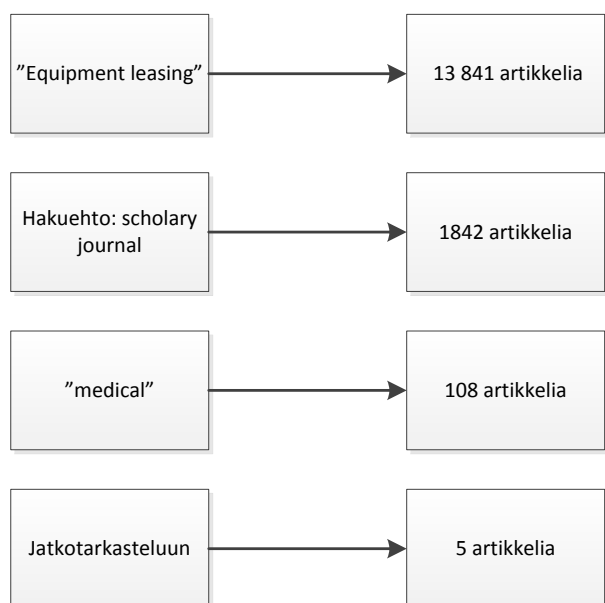 ”Equipment leasing”
13 841 artikkelia
Hakuehto: scholary
journal
1842 artikkelia
”medical”
108 artikkelia
Jatkotarkasteluun
5 artikkelia